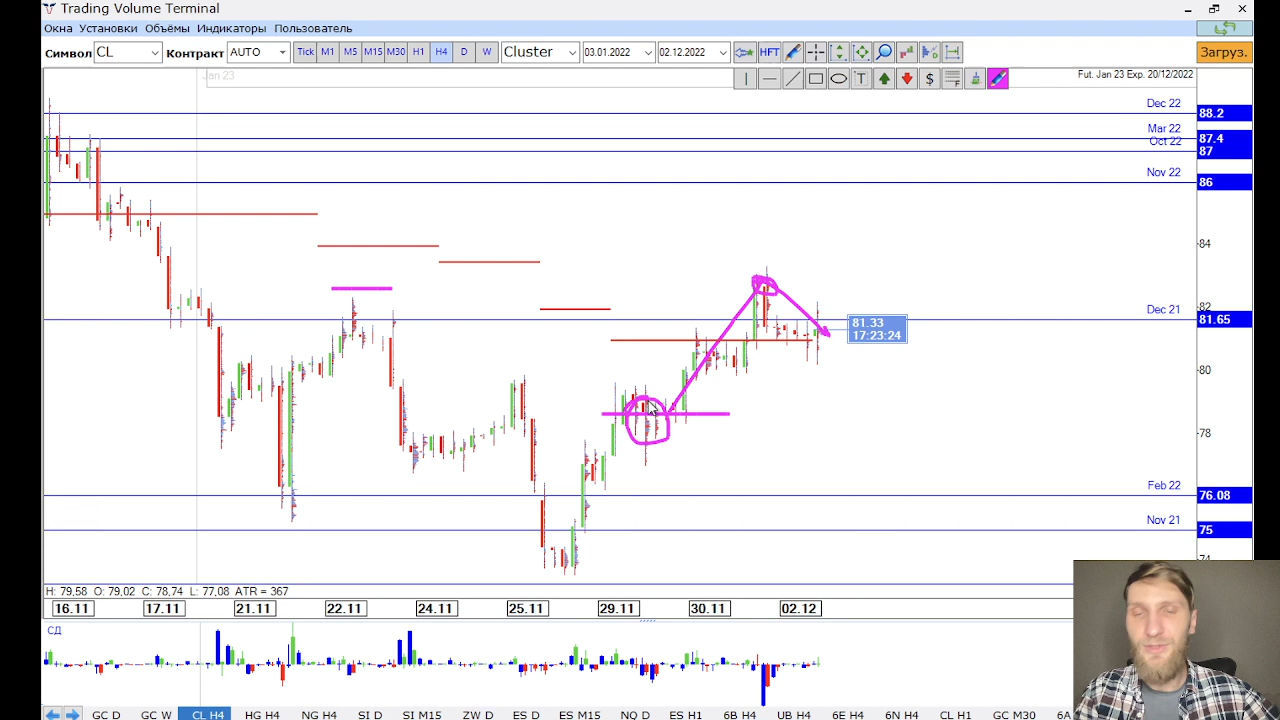 Trading Volume Terminal
Окна Установки Объёмы Индикаторы Пользователь
Символ CL Контракт AUTO Tick M1 M5 M15 M30 H1 H4 D W Cluster 03.01.2022 02.12.2022 HFT Загруз.
T $ F
Jan 23
Fut. Jan 23 Exp. 20/12/2022
Dec 22 88.2
Mar 22 87.4
Oct 22 87
Nov 22 86
84
82
Dec 21 81.65
81.33
17:23:24
80
78
Feb 22 76.08
Nov 21 75
74
H: 79,58 O: 79,02 C: 78,74 L: 77,08 ATR = 367
16.11 17.11 21.11 22.11 24.11 25.11 29.11 30.11 02.12
СД
GC D GC W CL H4 HG H4 NG H4 SI D SI M15 ZW D ES D ES M15 NQ D ES H1 6B H4 UB H4 6E H4 6N H4 CL H1 GC M30 6A